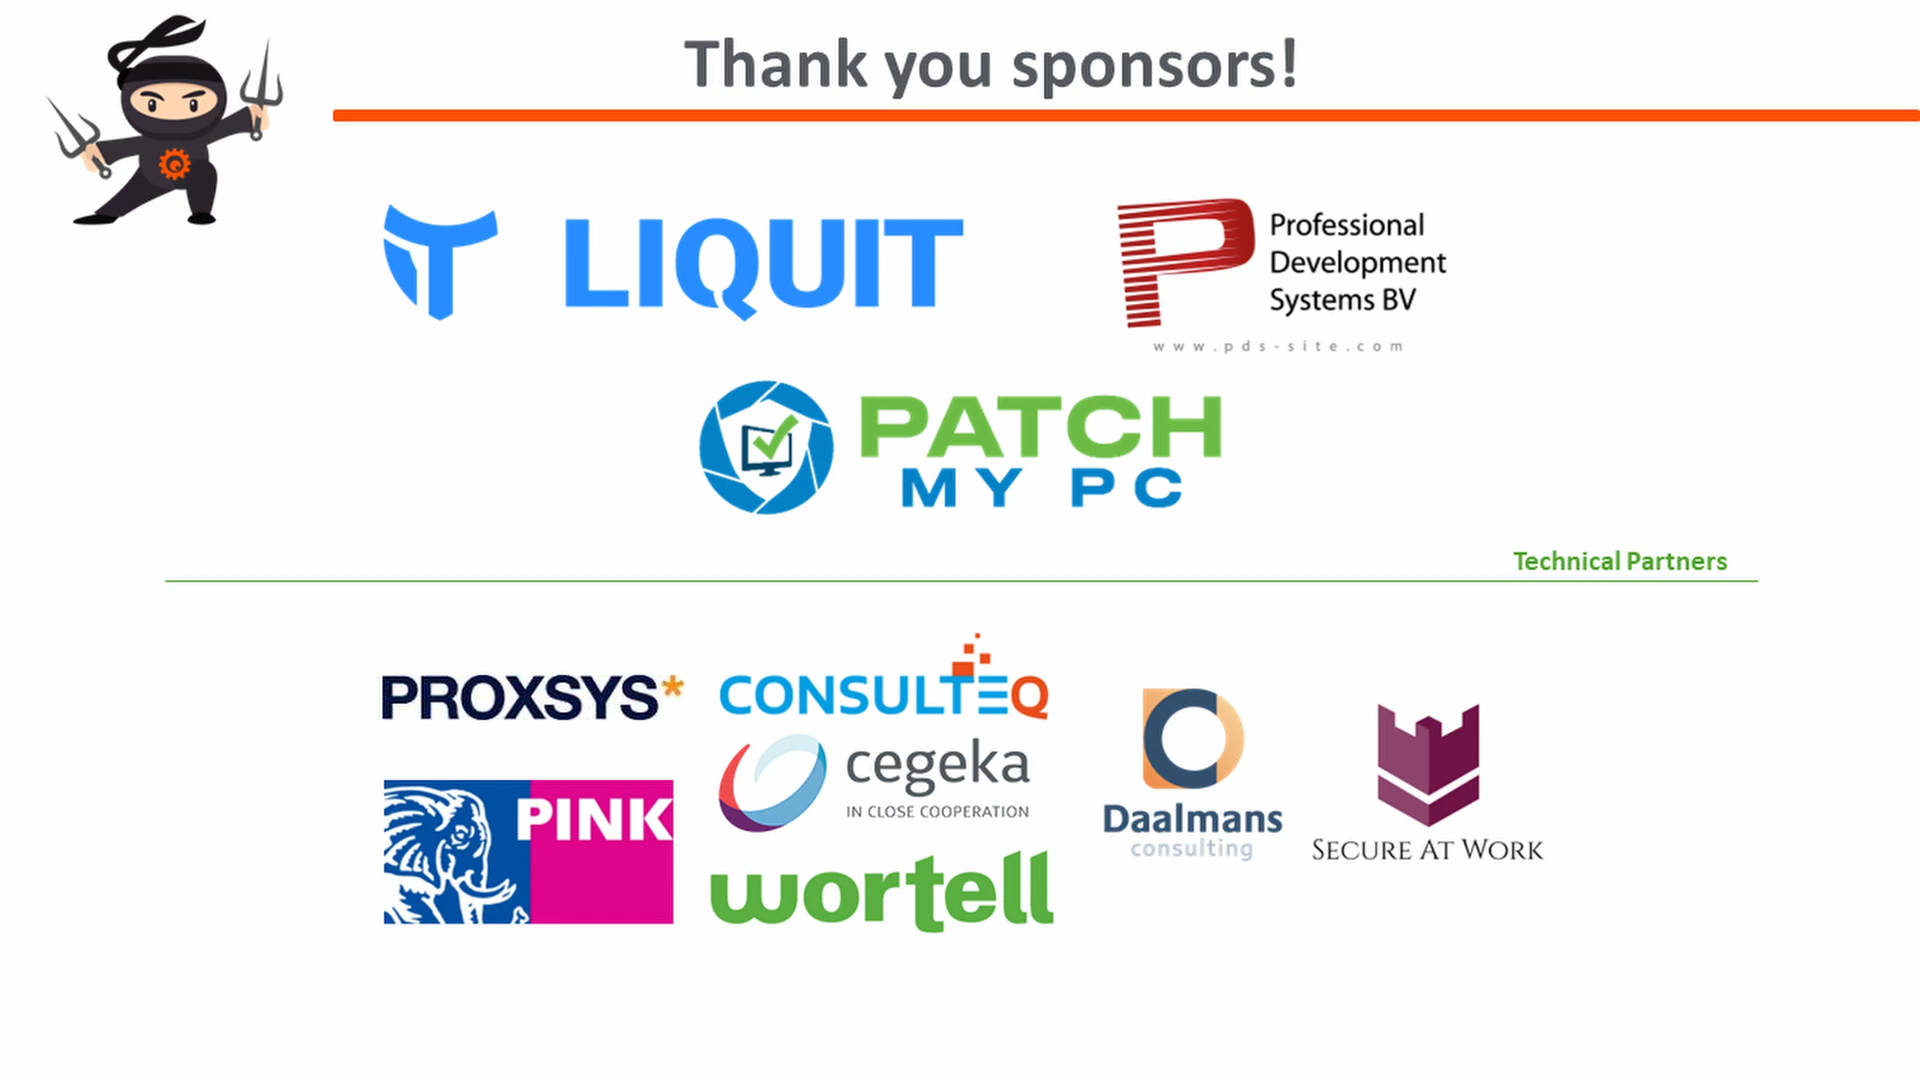 Thank you sponsors!
LIQUIT
Professional
Development
Systems BV
www.pds-site.com
PATCH
MY PC
Technical Partners
PROXSYS*
CONSULTEQ
cegeka
IN CLOSE COOPERATION
PINK
wortell
Daalmans
consulting
SECURE AT WORK